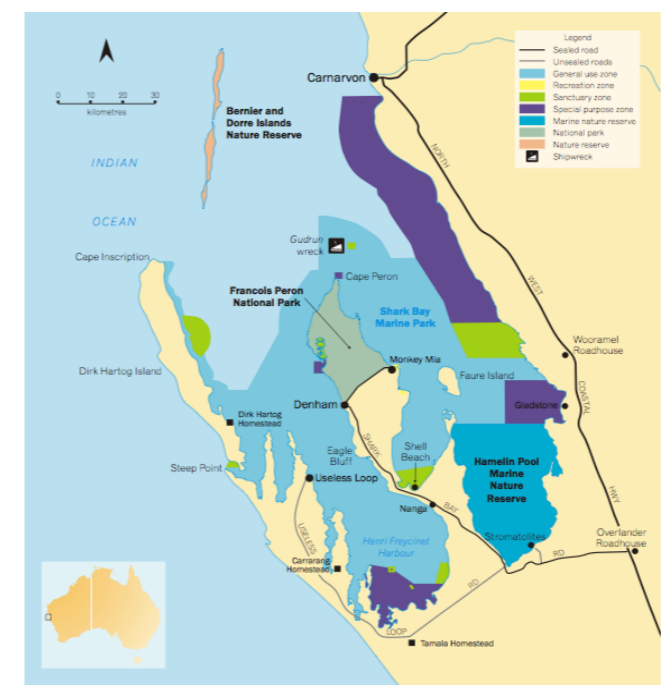 Legend
Sealed road
Unsealed roads
General use zone
Recreation zone
Sanctuary zone
Special purpose zone
Marine nature reserve
National park
Nature reserve
Shipwreck
Carnarvon
0 10 20 30
kilometres
Bernier and
Dorre Islands
Nature Reserve
INDIAN
OCEAN
NORTH
WEST
COASTAL
HWY
Gudrun
wreck
Cape Inscription
Cape Peron
Francois Peron
National Park
Shark Bay
Marine Park
Wooramel
Roadhouse
Monkey Mia
Faure Island
Dirk Hartog Island
Denham
Gladstone
Dirk Hartog
Homestead
SHARK
BAY
RD
Eagle
Bluff
Shell
Beach
Hamelin Pool
Marine
Nature
Reserve
Steep Point
Useless Loop
Nanga
Stromatolites
Overlander
Roadhouse
USELESS
LOOP
RD
Henri Freycinet
Harbour
Carrarang
Homestead
Tamala Homestead